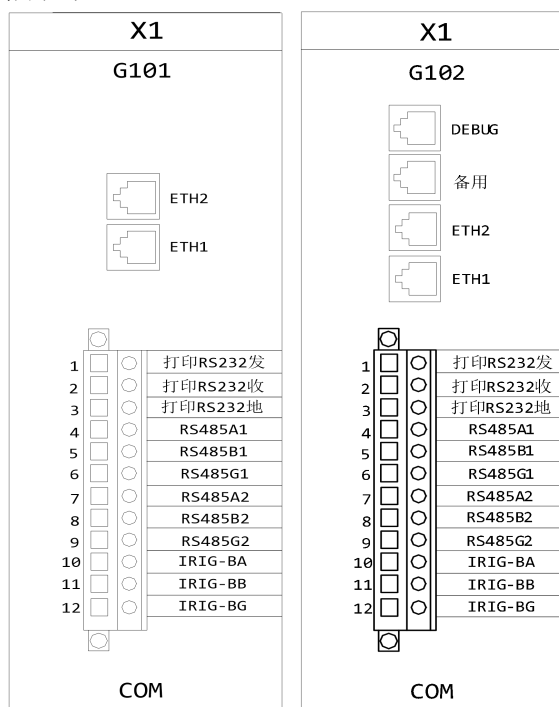 X1
G101
ETH2
ETH1
1 打印RS232发
2 打印RS232收
3 打印RS232地
4 RS485A1
5 RS485B1
6 RS485G1
7 RS485A2
8 RS485B2
9 RS485G2
10 IRIG-BA
11 IRIG-BB
12 IRIG-BG
COM
X1
G102
DEBUG
备用
ETH2
ETH1
1 打印RS232发
2 打印RS232收
3 打印RS232地
4 RS485A1
5 RS485B1
6 RS485G1
7 RS485A2
8 RS485B2
9 RS485G2
10 IRIG-BA
11 IRIG-BB
12 IRIG-BG
COM